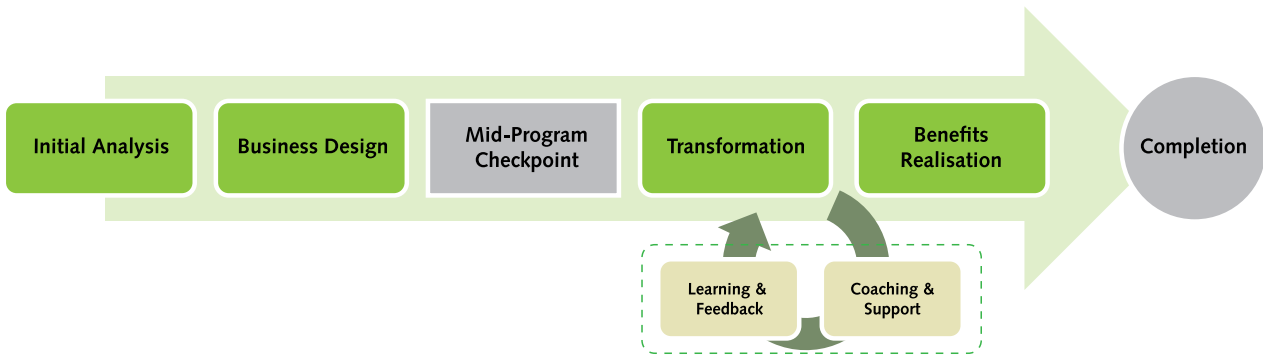 Initial Analysis
Business Design
Mid-Program
Checkpoint
Transformation
Benefits
Realisation
Completion
Learning &
Feedback
Coaching &
Support